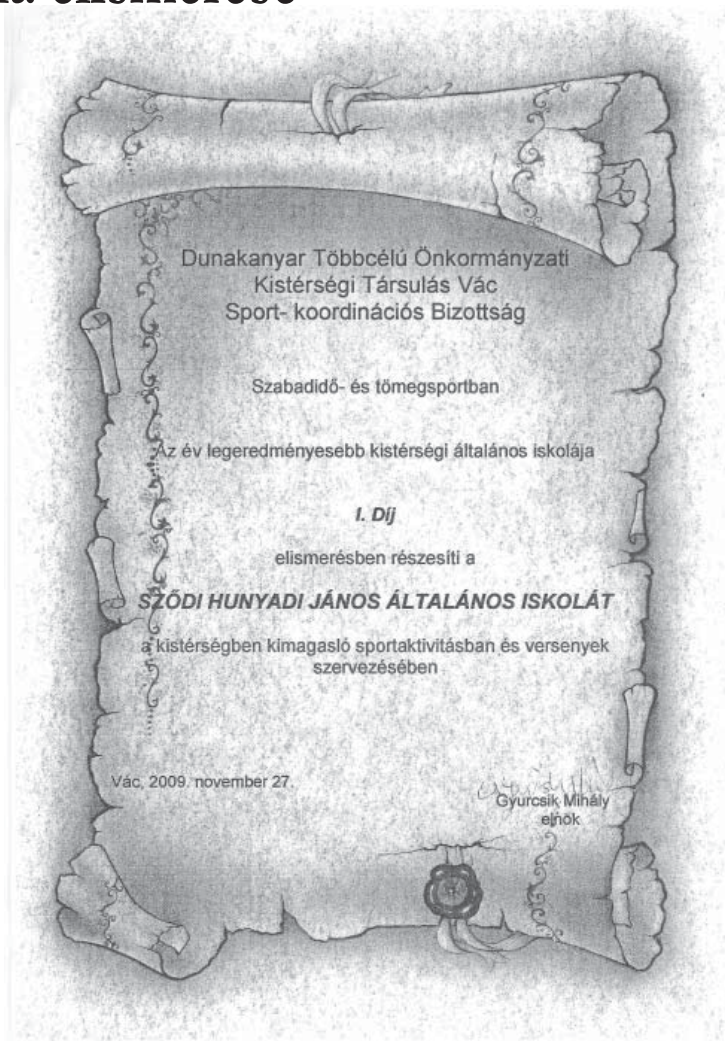 elismerése
Dunakanyar Többcélú Önkormányzati
Kistérségi Társulás Vác
Sport- koordinációs Bizottság
Szabadidő- és tömegsportban
Az év legeredményesebb kistérségi általános iskolája
I. Díj
elismerésben részesíti a
SZŐDI HUNYADI JÁNOS ÁLTALÁNOS ISKOLÁT
a kistérségben kimagasló sportaktivitásban és versenyek
szervezésében
Vác, 2009. november 27.
Gyurcsik Mihály
elnök